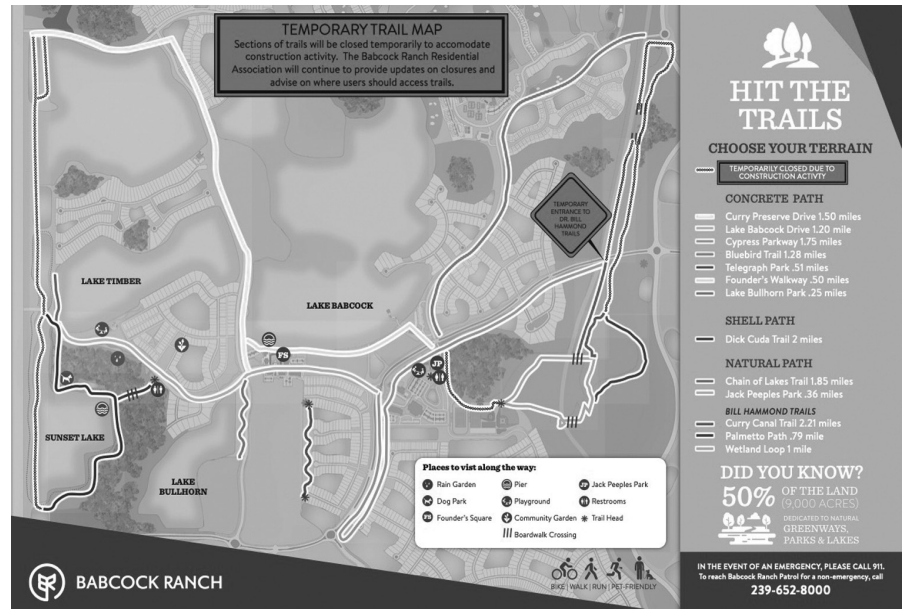 TEMPORARY TRAIL MAP
Sections of trails will be closed temporarily to accomodate
construction activity. The Babcock Ranch Residential
Association will continue to provide updates on closures and
advise on where users should access trails.
TEMPORARY
ENTRANCE TO
DR. BILL
HAMMOND
TRAILS
LAKE TIMBER
LAKE BABCOCK
FS
JP
SUNSET LAKE
LAKE
BULLHORN
Places to vist along the way:
Rain Garden
Pier
JP Jack Peeples Park
Dog Park
Playground
Restrooms
FS Founder's Square
Community Garden
Trail Head
Boardwalk Crossing
BABCOCK RANCH
BIKE | WALK | RUN | PET-FRIENDLY
HIT THE
TRAILS
CHOOSE YOUR TERRAIN
TEMPORARILY CLOSED DUE TO
CONSTRUCTION ACTIVTY
CONCRETE PATH
Curry Preserve Drive 1.50 miles
Lake Babcock Drive 1.20 mile
Cypress Parkway 1.75 miles
Bluebird Trail 1.28 miles
Telegraph Park .51 miles
Founder's Walkway .50 miles
Lake Bullhorn Park .25 miles
SHELL PATH
Dick Cuda Trail 2 miles
NATURAL PATH
Chain of Lakes Trail 1.85 miles
Jack Peeples Park .36 miles
BILL HAMMOND TRAILS
Curry Canal Trail 2.21 miles
Palmetto Path .79 mile
Wetland Loop 1 mile
DID YOU KNOW?
50% OF THE LAND
(9,000 ACRES)
DEDICATED TO NATURAL
GREENWAYS,
PARKS & LAKES
IN THE EVENT OF AN EMERGENCY, PLEASE CALL 911.
To reach Babcock Ranch Patrol for a non-emergency, call
239-652-8000